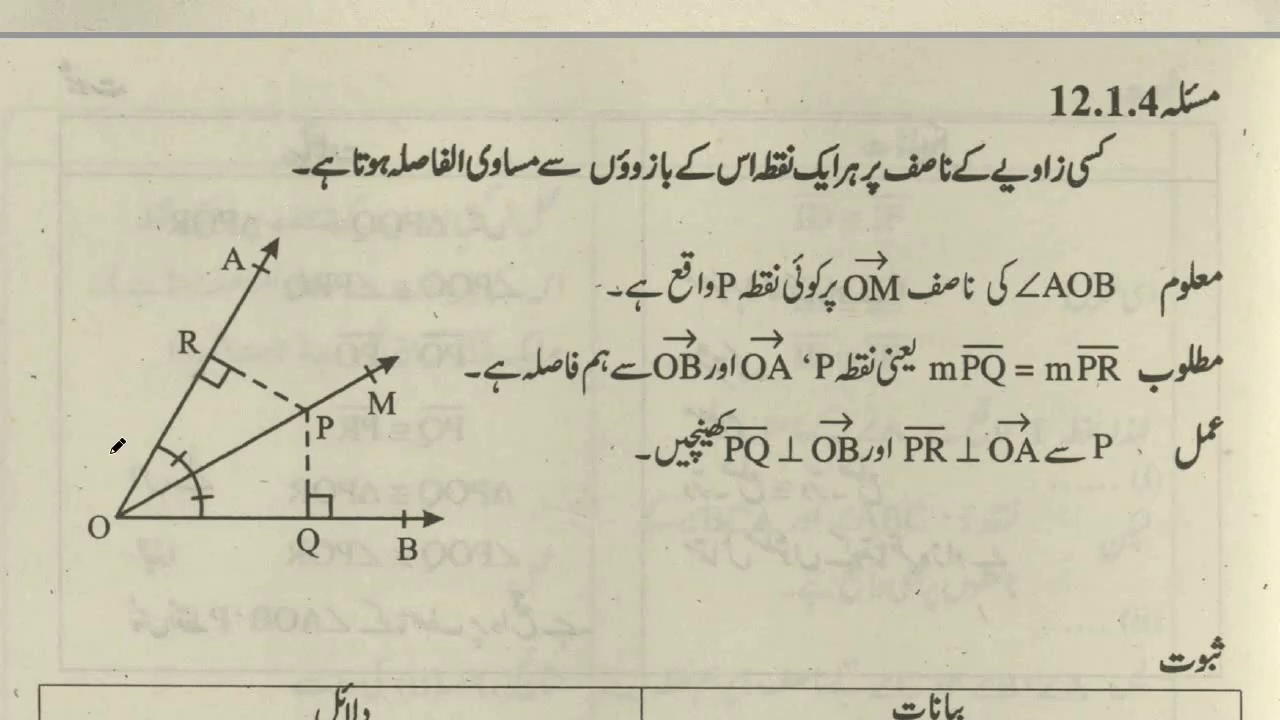 مسئلہ 12.1.4
کسی زاویے کے ناصف پر ہر ایک نقطہ اس کے بازوؤں سے مساوی الفاصلہ ہوتا ہے۔
معلوم ∠AOB کی ناصف OM پر کوئی نقطہ P واقع ہے۔
مطلوب mPQ = mPR یعنی نقطہ P، OA اور OB سے ہم فاصلہ ہے۔
عمل P سے PR ⊥ OA اور PQ ⊥ OB کھینچیں۔
A
R
M
P
O
Q
B
ثبوت
بیانات دلائل